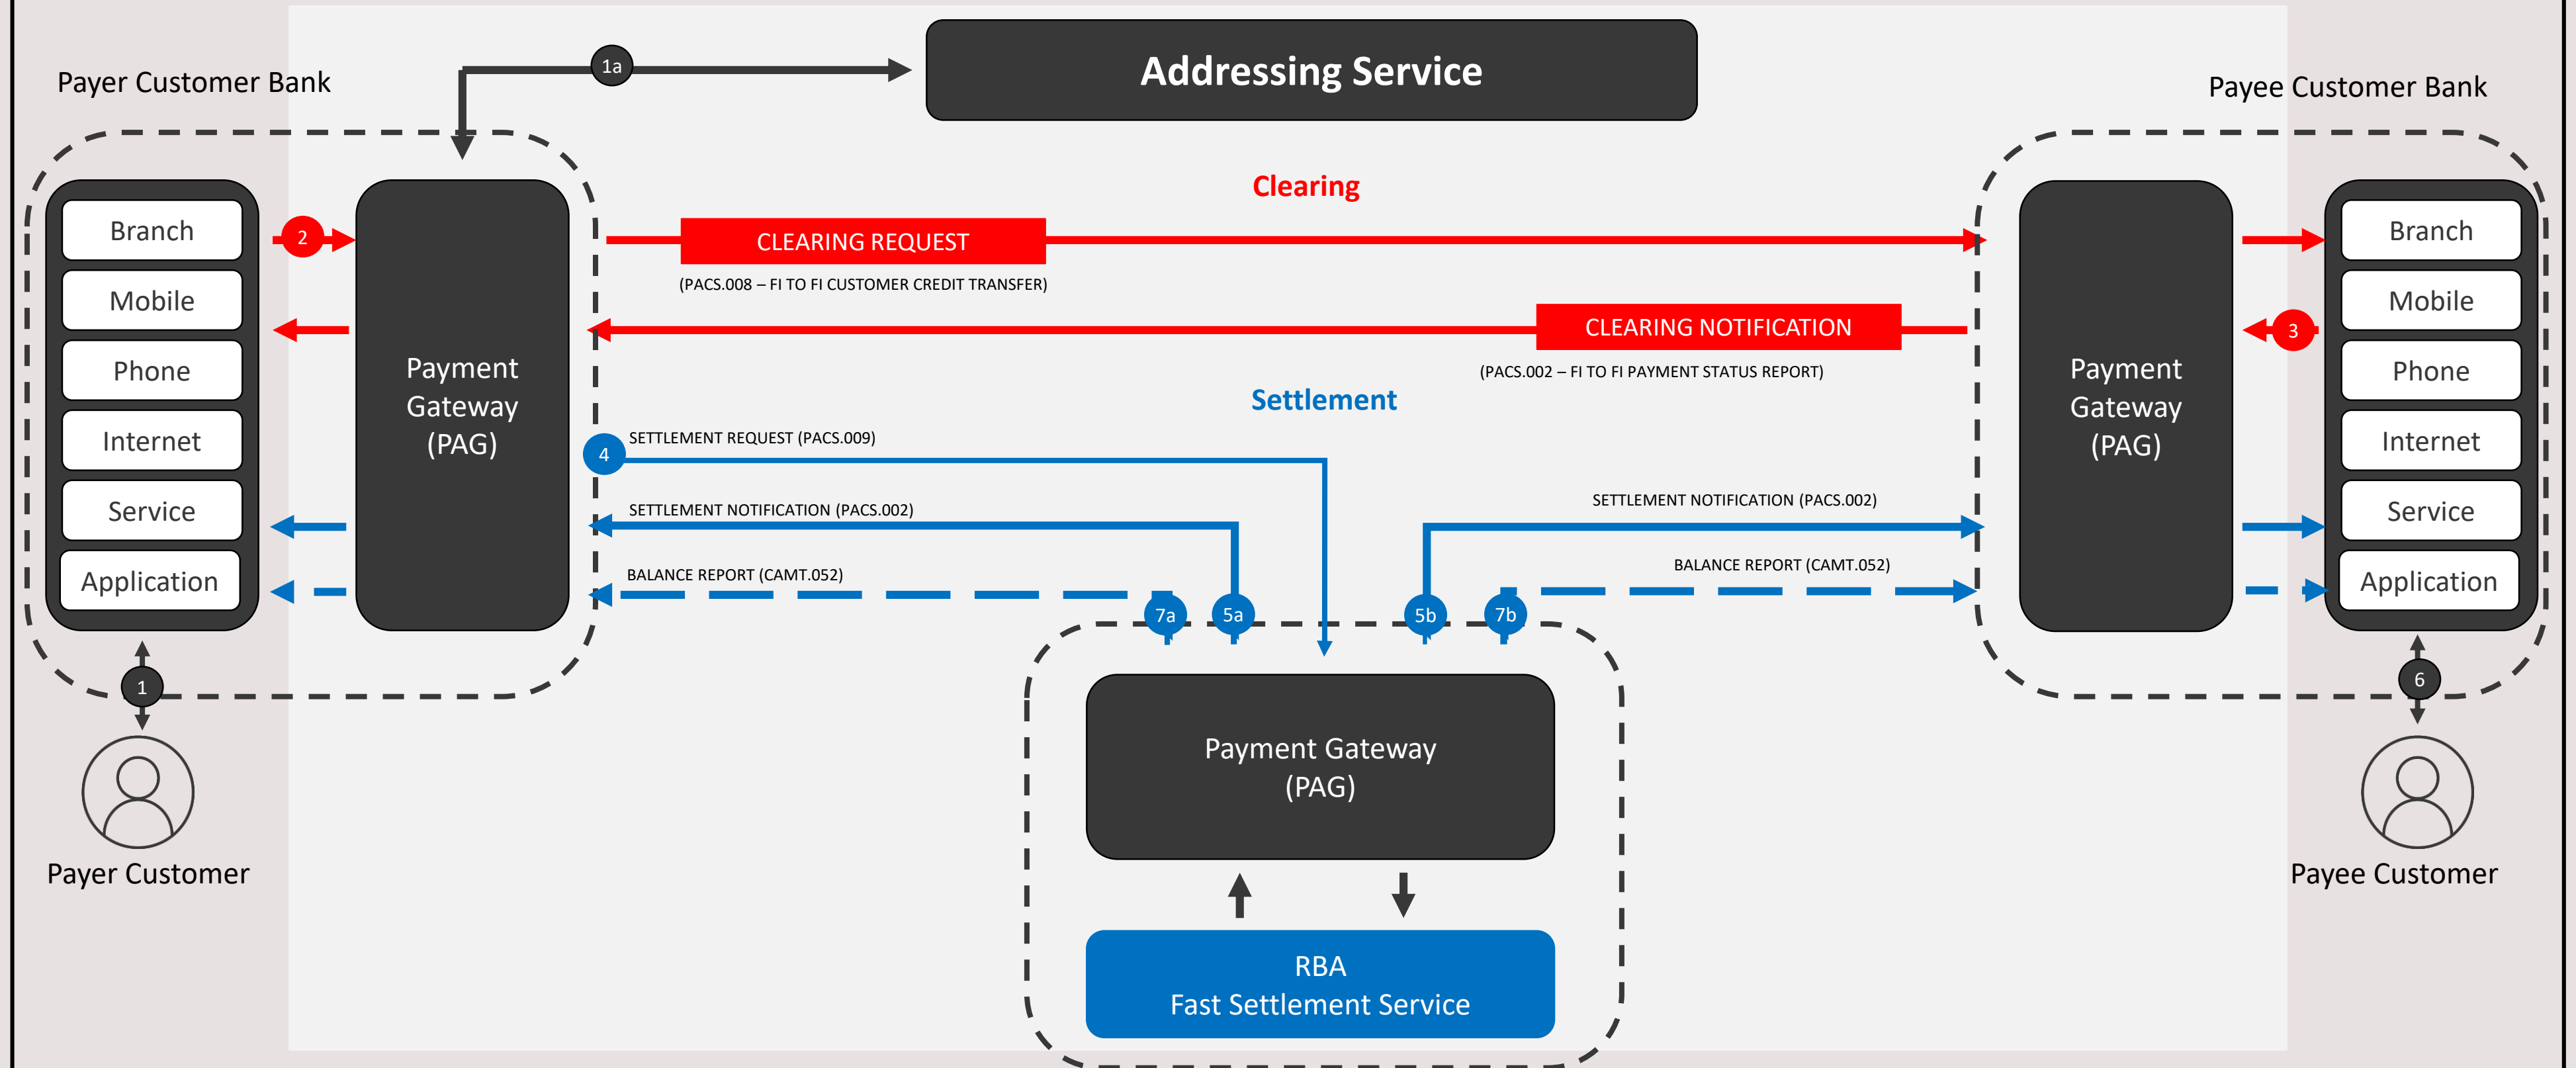 Addressing Service
1a
Payer Customer Bank
Payee Customer Bank
Clearing
Branch
Mobile
Phone
Internet
Service
Application
2
Payment
Gateway
(PAG)
CLEARING REQUEST
(PACS.008 – FI TO FI CUSTOMER CREDIT TRANSFER)
CLEARING NOTIFICATION
(PACS.002 – FI TO FI PAYMENT STATUS REPORT)
Settlement
4
SETTLEMENT REQUEST (PACS.009)
SETTLEMENT NOTIFICATION (PACS.002)
BALANCE REPORT (CAMT.052)
SETTLEMENT NOTIFICATION (PACS.002)
BALANCE REPORT (CAMT.052)
7a
5a
5b
7b
Payment
Gateway
(PAG)
3
Branch
Mobile
Phone
Internet
Service
Application
1
6
Payer Customer
Payee Customer
Payment Gateway
(PAG)
RBA
Fast Settlement Service